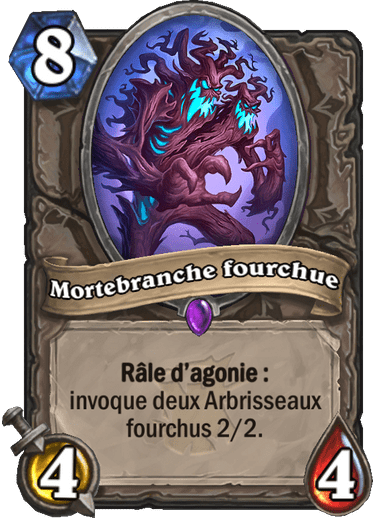 8
Mortebranche fourchue
Râle d'agonie :
invoque deux Arbrisseaux
fourchus 2/2.
4
4